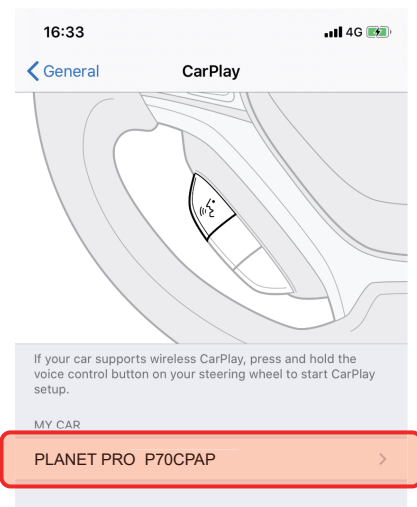 16:33 4G
General CarPlay
If your car supports wireless CarPlay, press and hold the
voice control button on your steering wheel to start CarPlay
setup.
MY CAR
PLANET PRO P70CPAP